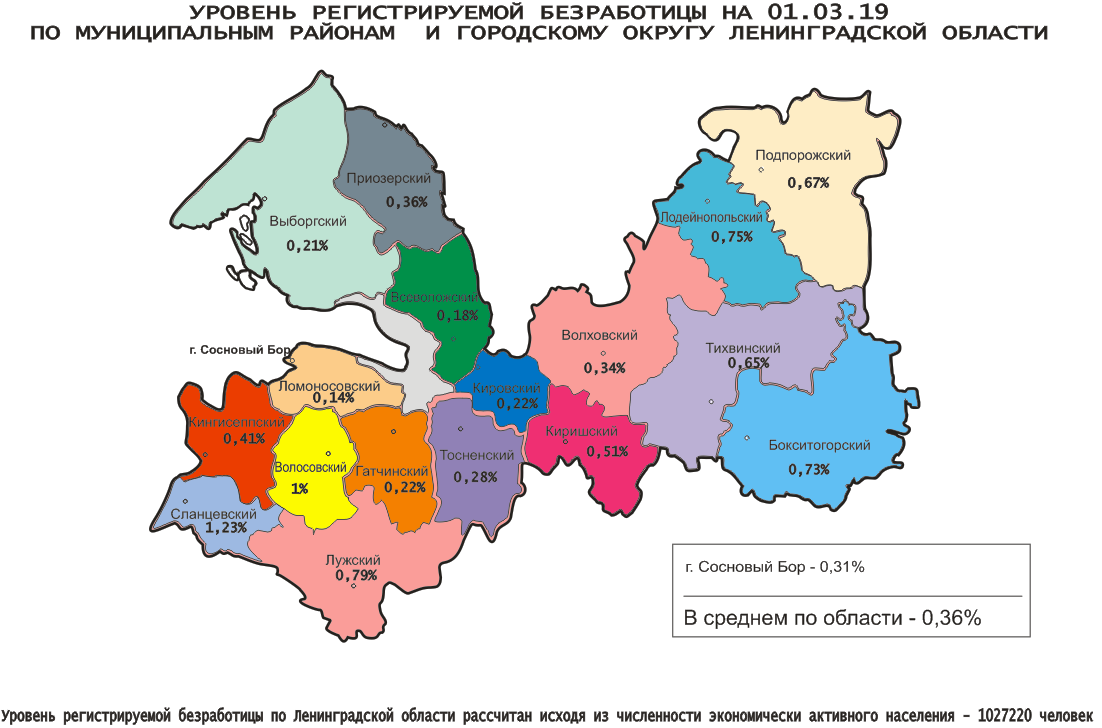 УРОВЕНЬ РЕГИСТРИРУЕМОЙ БЕЗРАБОТИЦЫ НА 01.03.19
ПО МУНИЦИПАЛЬНЫМ РАЙОНАМ И ГОРОДСКОМУ ОКРУГУ ЛЕНИНГРАДСКОЙ ОБЛАСТИ
Подпорожский
0,67%
Приозерский
0,36%
Выборгский
0,21%
Лодейнопольский
0,75%
Всеволожский
0,18%
Волховский
0,34%
Тихвинский
0,65%
г. Сосновый Бор
Ломоносовский
0,14%
Кировский
0,22%
Кингисеппский
0,41%
Киришский
0,51%
Бокситогорский
0,73%
Волосовский
1%
Гатчинский
0,22%
Тосненский
0,28%
Сланцевский
1,23%
Лужский
0,79%
г. Сосновый Бор - 0,31%
В среднем по области - 0,36%
Уровень регистрируемой безработицы по Ленинградской области рассчитан исходя из численности экономически активного населения – 1027220 человек